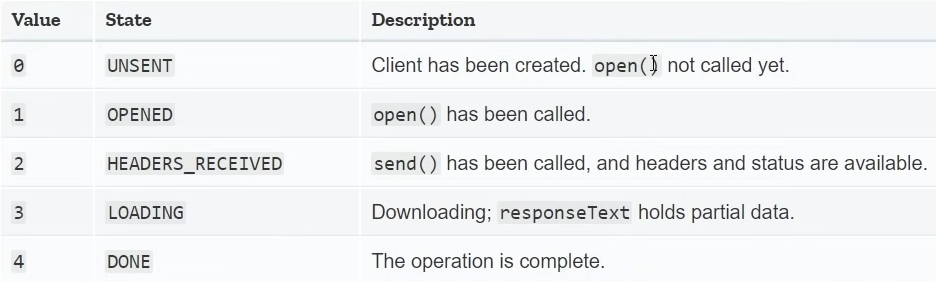 Value State Description
0 UNSENT Client has been created. open() not called yet.
1 OPENED open() has been called.
2 HEADERS_RECEIVED send() has been called, and headers and status are available.
3 LOADING Downloading; responseText holds partial data.
4 DONE The operation is complete.